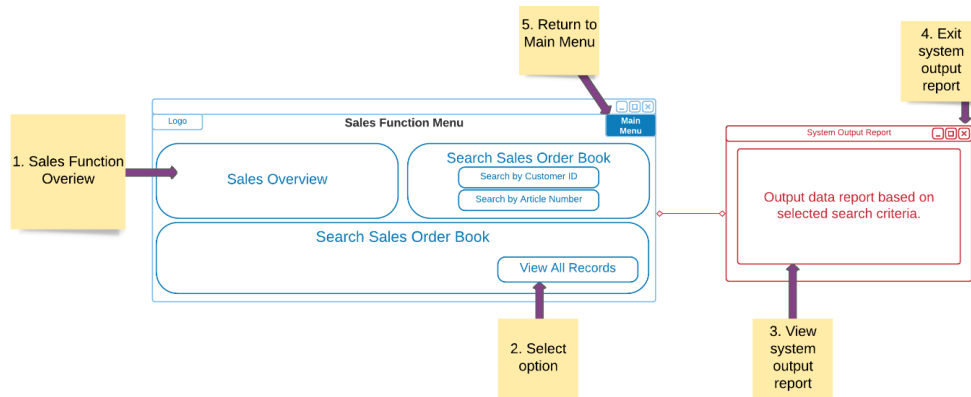 5. Return to
Main Menu
4. Exit
system
output
report
1. Sales Function
Overiew
Logo
Sales Function Menu
Main
Menu
Sales Overview
Search Sales Order Book
Search by Customer ID
Search by Article Number
Search Sales Order Book
View All Records
System Output Report
Output data report based on
selected search criteria.
2. Select
option
3. View
system
output
report